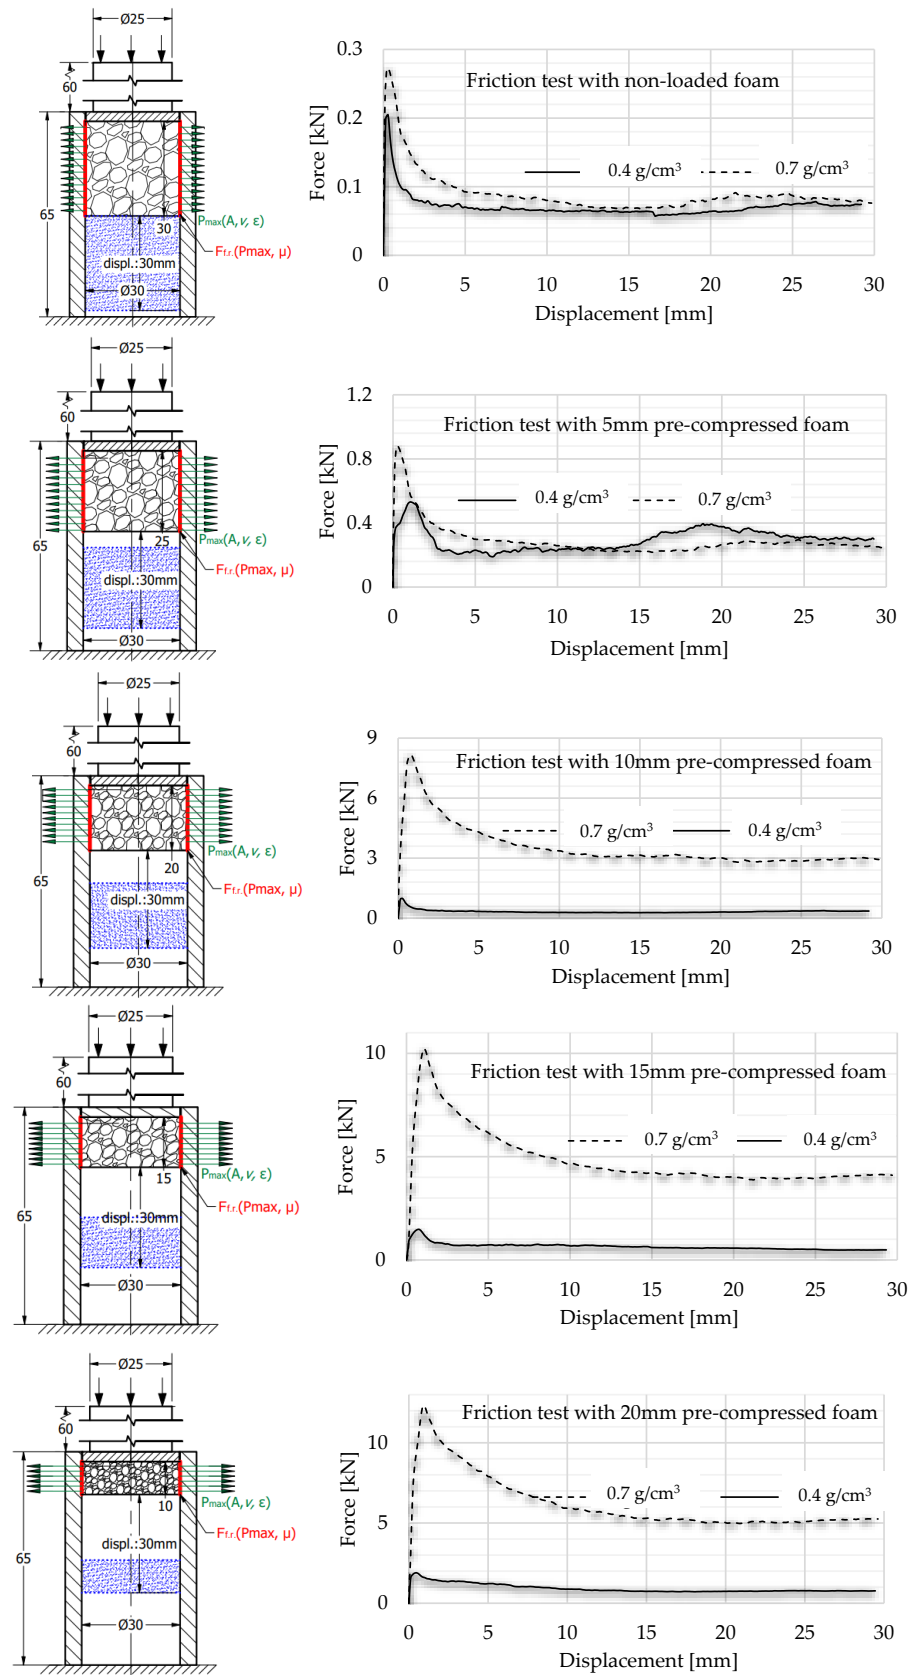 Ø25
60
65
30
Pmax(A,ν, ε)
Ff.r.(Pmax, μ)
displ.:30mm
Ø30
Friction test with non-loaded foam
0.4 g/cm³
0.7 g/cm³
Force [kN]
0.3
0.2
0.1
0
0 5 10 15 20 25 30
Displacement [mm]
Ø25
60
65
25
Pmax(A,ν, ε)
Ff.r.(Pmax, μ)
displ.:30mm
Ø30
Friction test with 5mm pre-compressed foam
0.4 g/cm³
0.7 g/cm³
Force [kN]
1.2
0.8
0.4
0
0 5 10 15 20 25 30
Displacement [mm]
Ø25
60
65
20
Pmax(A,ν, ε)
Ff.r.(Pmax, μ)
displ.:30mm
Ø30
Friction test with 10mm pre-compressed foam
0.7 g/cm³
0.4 g/cm³
Force [kN]
9
6
3
0
0 5 10 15 20 25 30
Displacement [mm]
Ø25
60
65
15
Pmax(A,ν, ε)
Ff.r.(Pmax, μ)
displ.:30mm
Ø30
Friction test with 15mm pre-compressed foam
0.7 g/cm³
0.4 g/cm³
Force [kN]
10
5
0
0 5 10 15 20 25 30
Displacement [mm]
Ø25
60
65
10
Pmax(A,ν, ε)
Ff.r.(Pmax, μ)
displ.:30mm
Ø30
Friction test with 20mm pre-compressed foam
0.7 g/cm³
0.4 g/cm³
Force [kN]
10
5
0
0 5 10 15 20 25 30
Displacement [mm]